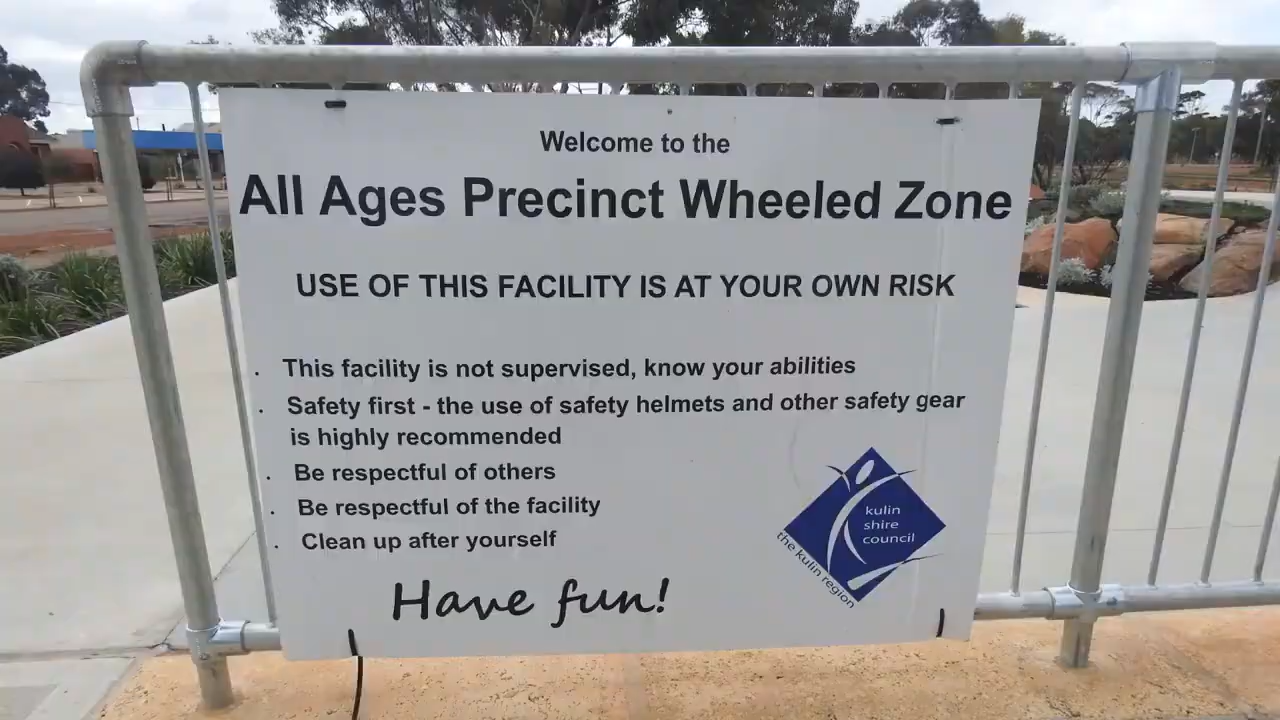 Welcome to the
All Ages Precinct Wheeled Zone
USE OF THIS FACILITY IS AT YOUR OWN RISK
. This facility is not supervised, know your abilities
. Safety first - the use of safety helmets and other safety gear
is highly recommended
. Be respectful of others
. Be respectful of the facility
. Clean up after yourself
Have fun!
kulin
shire
council
the kulin region